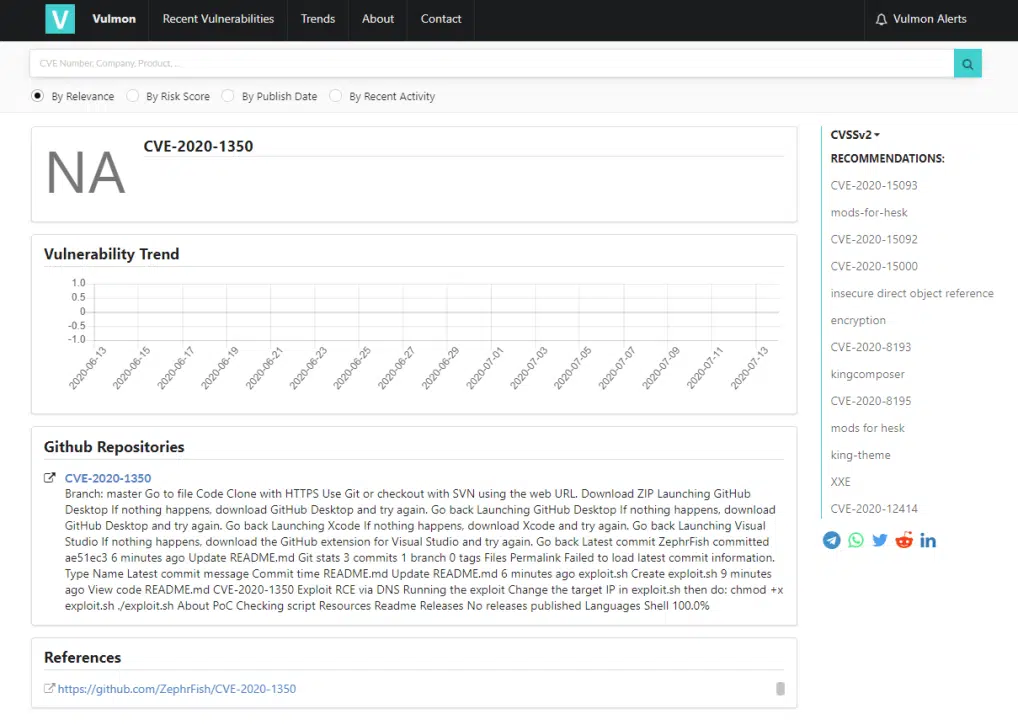 V Vulmon Recent Vulnerabilities Trends About Contact Vulmon Alerts
CVE Number, Company, Product, ...
By Relevance By Risk Score By Publish Date By Recent Activity
NA
CVE-2020-1350
Vulnerability Trend
1.0
0.5
0
-0.5
-1.0
2020-06-13 2020-06-15 2020-06-17 2020-06-19 2020-06-21 2020-06-23 2020-06-25 2020-06-27 2020-06-29 2020-07-01 2020-07-03 2020-07-05 2020-07-07 2020-07-09 2020-07-11 2020-07-13
Github Repositories
CVE-2020-1350
Branch: master Go to file Code Clone with HTTPS Use Git or checkout with SVN using the web URL. Download ZIP Launching GitHub
Desktop If nothing happens, download GitHub Desktop and try again. Go back Launching GitHub Desktop If nothing happens, download
GitHub Desktop and try again. Go back Launching Xcode If nothing happens, download Xcode and try again. Go back Launching Visual
Studio If nothing happens, download the GitHub extension for Visual Studio and try again. Go back Latest commit ZephrFish committed
ae51ec3 6 minutes ago Update README.md Git stats 3 commits 1 branch 0 tags Files Permalink Failed to load latest commit information.
Type Name Latest commit message Commit time README.md Update README.md 6 minutes ago exploit.sh Create exploit.sh 9 minutes
ago View code README.md CVE-2020-1350 Exploit RCE via DNS Running the exploit Change the target IP in exploit.sh then do: chmod +x
exploit.sh ./exploit.sh About PoC Checking script Resources Readme Releases No releases published Languages Shell 100.0%
References
https://github.com/ZephrFish/CVE-2020-1350
CVSSv2
RECOMMENDATIONS:
CVE-2020-15093
mods-for-hesk
CVE-2020-15092
CVE-2020-15000
insecure direct object reference
encryption
CVE-2020-8193
kingcomposer
CVE-2020-8195
mods for hesk
king-theme
XXE
CVE-2020-12414
in